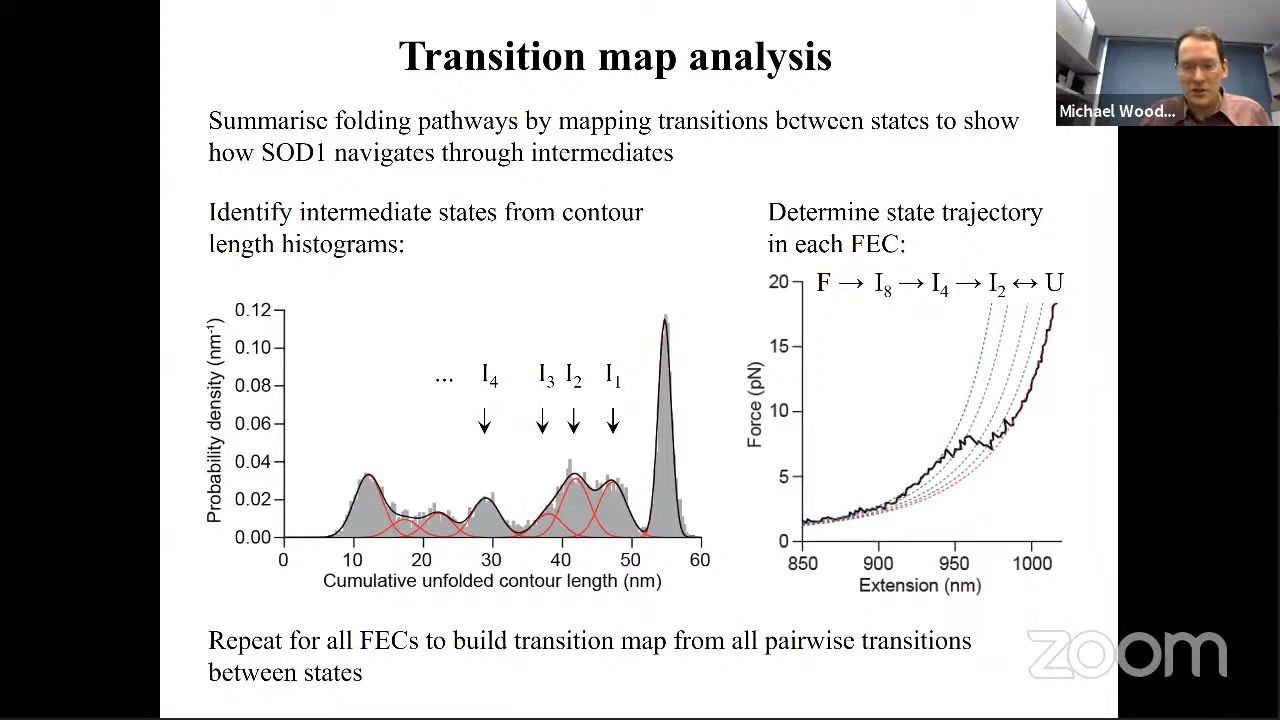 Transition map analysis
Michael Wood...
Summarise folding pathways by mapping transitions between states to show
how SOD1 navigates through intermediates
Identify intermediate states from contour
length histograms:
Determine state trajectory
in each FEC:
0.12
0.10
0.08
0.06
0.04
0.02
0.00
Probability density (nm⁻¹)
... I₄ I₃ I₂ I₁
0 10 20 30 40 50 60
Cumulative unfolded contour length (nm)
F → I₈ → I₄ → I₂ ↔ U
20
15
10
5
0
Force (pN)
850 900 950 1000
Extension (nm)
Repeat for all FECs to build transition map from all pairwise transitions
between states
zoom